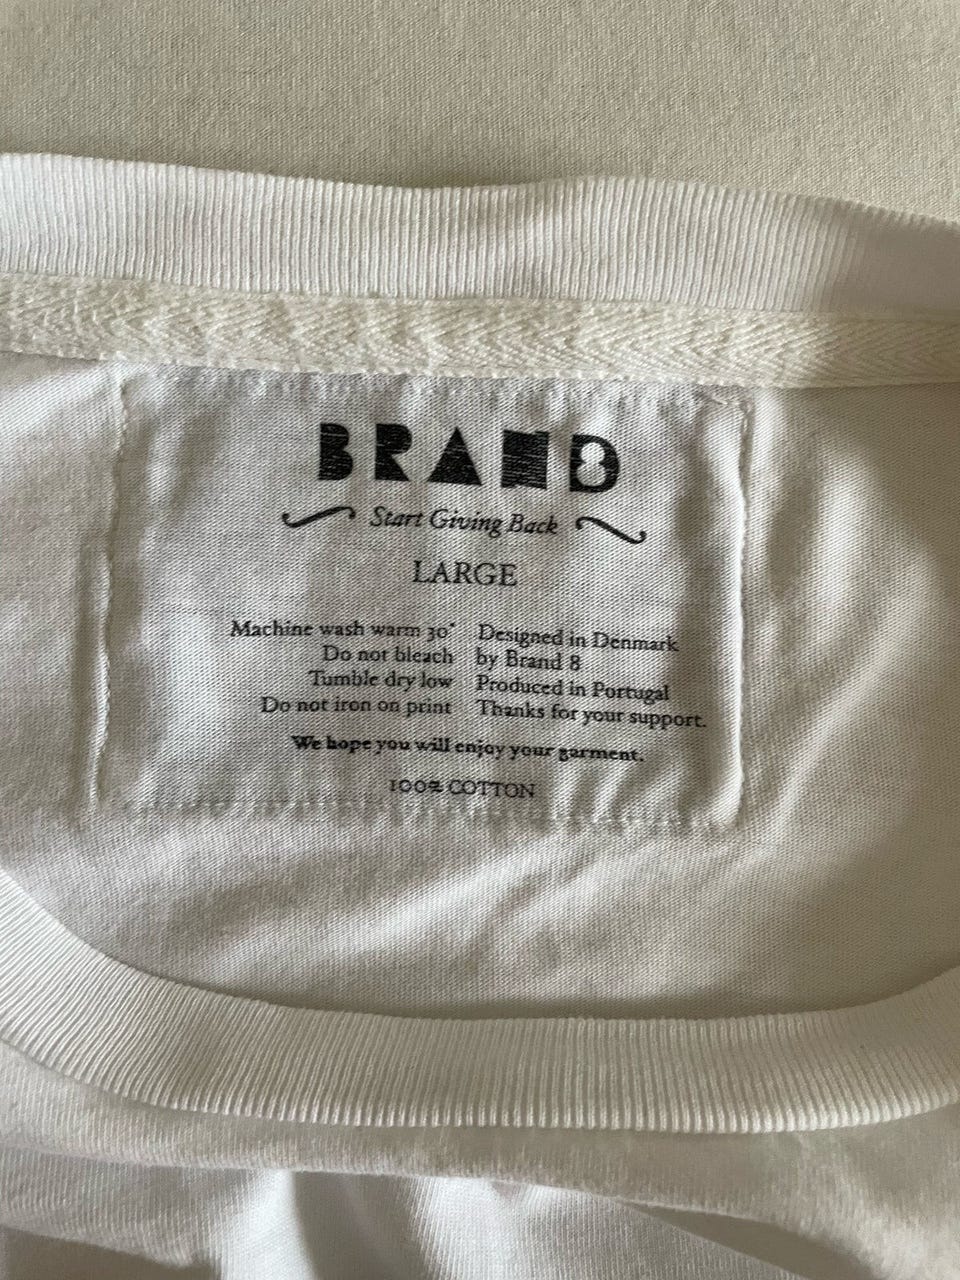 BRAND 8
Start Giving Back
LARGE
Machine wash warm 30°
Do not bleach
Tumble dry low
Do not iron on print
Designed in Denmark
by Brand 8
Produced in Portugal
Thanks for your support.
We hope you will enjoy your garment.
100% COTTON